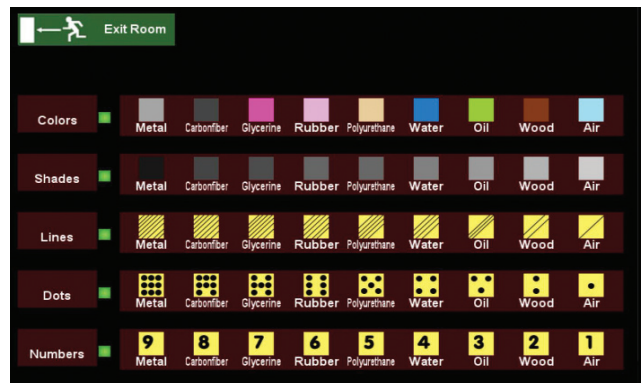 Exit Room
Colors
Metal Carbonfiber Glycerine Rubber Polyurethane Water Oil Wood Air
Shades
Metal Carbonfiber Glycerine Rubber Polyurethane Water Oil Wood Air
Lines
Metal Carbonfiber Glycerine Rubber Polyurethane Water Oil Wood Air
Dots
Metal Carbonfiber Glycerine Rubber Polyurethane Water Oil Wood Air
9 8 7 6 5 4 3 2 1
Numbers
Metal Carbonfiber Glycerine Rubber Polyurethane Water Oil Wood Air